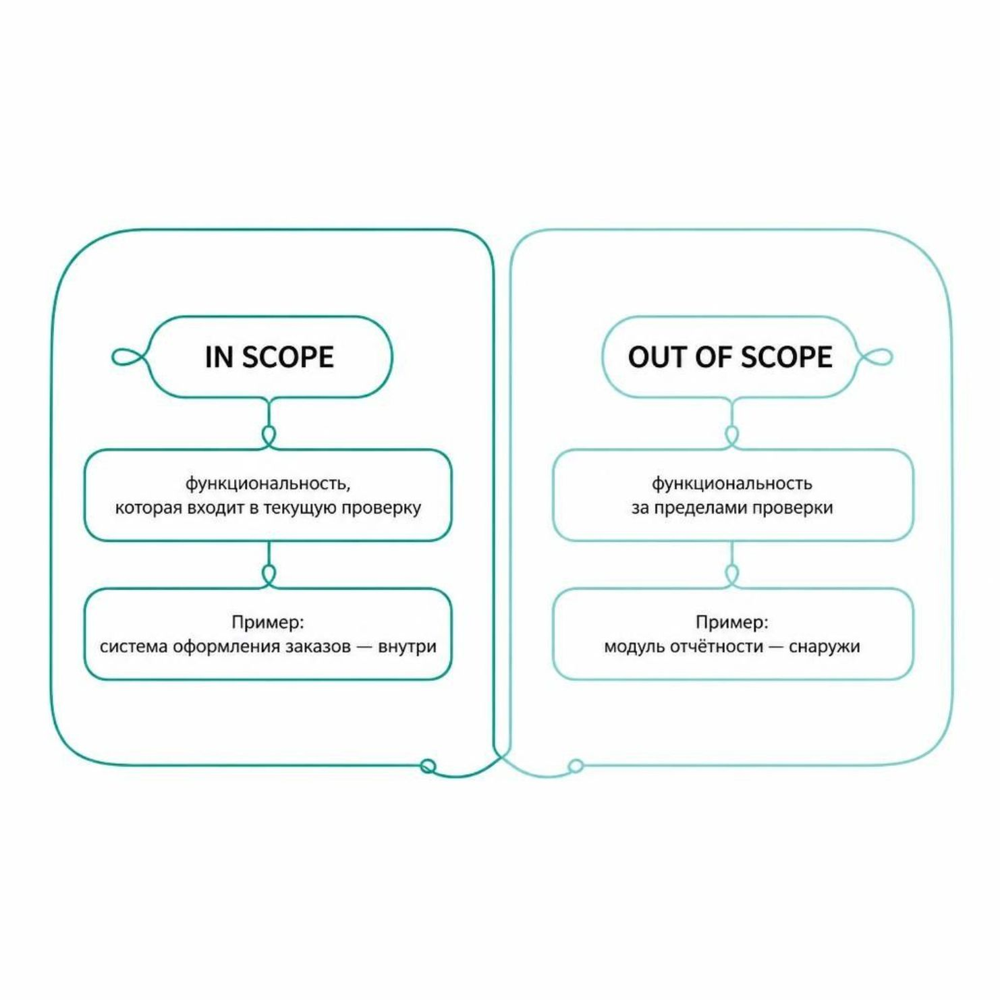 IN SCOPE
функциональность,
которая входит в текущую проверку
Пример:
система оформления заказов — внутри
OUT OF SCOPE
функциональность
за пределами проверки
Пример:
модуль отчётности — снаружи